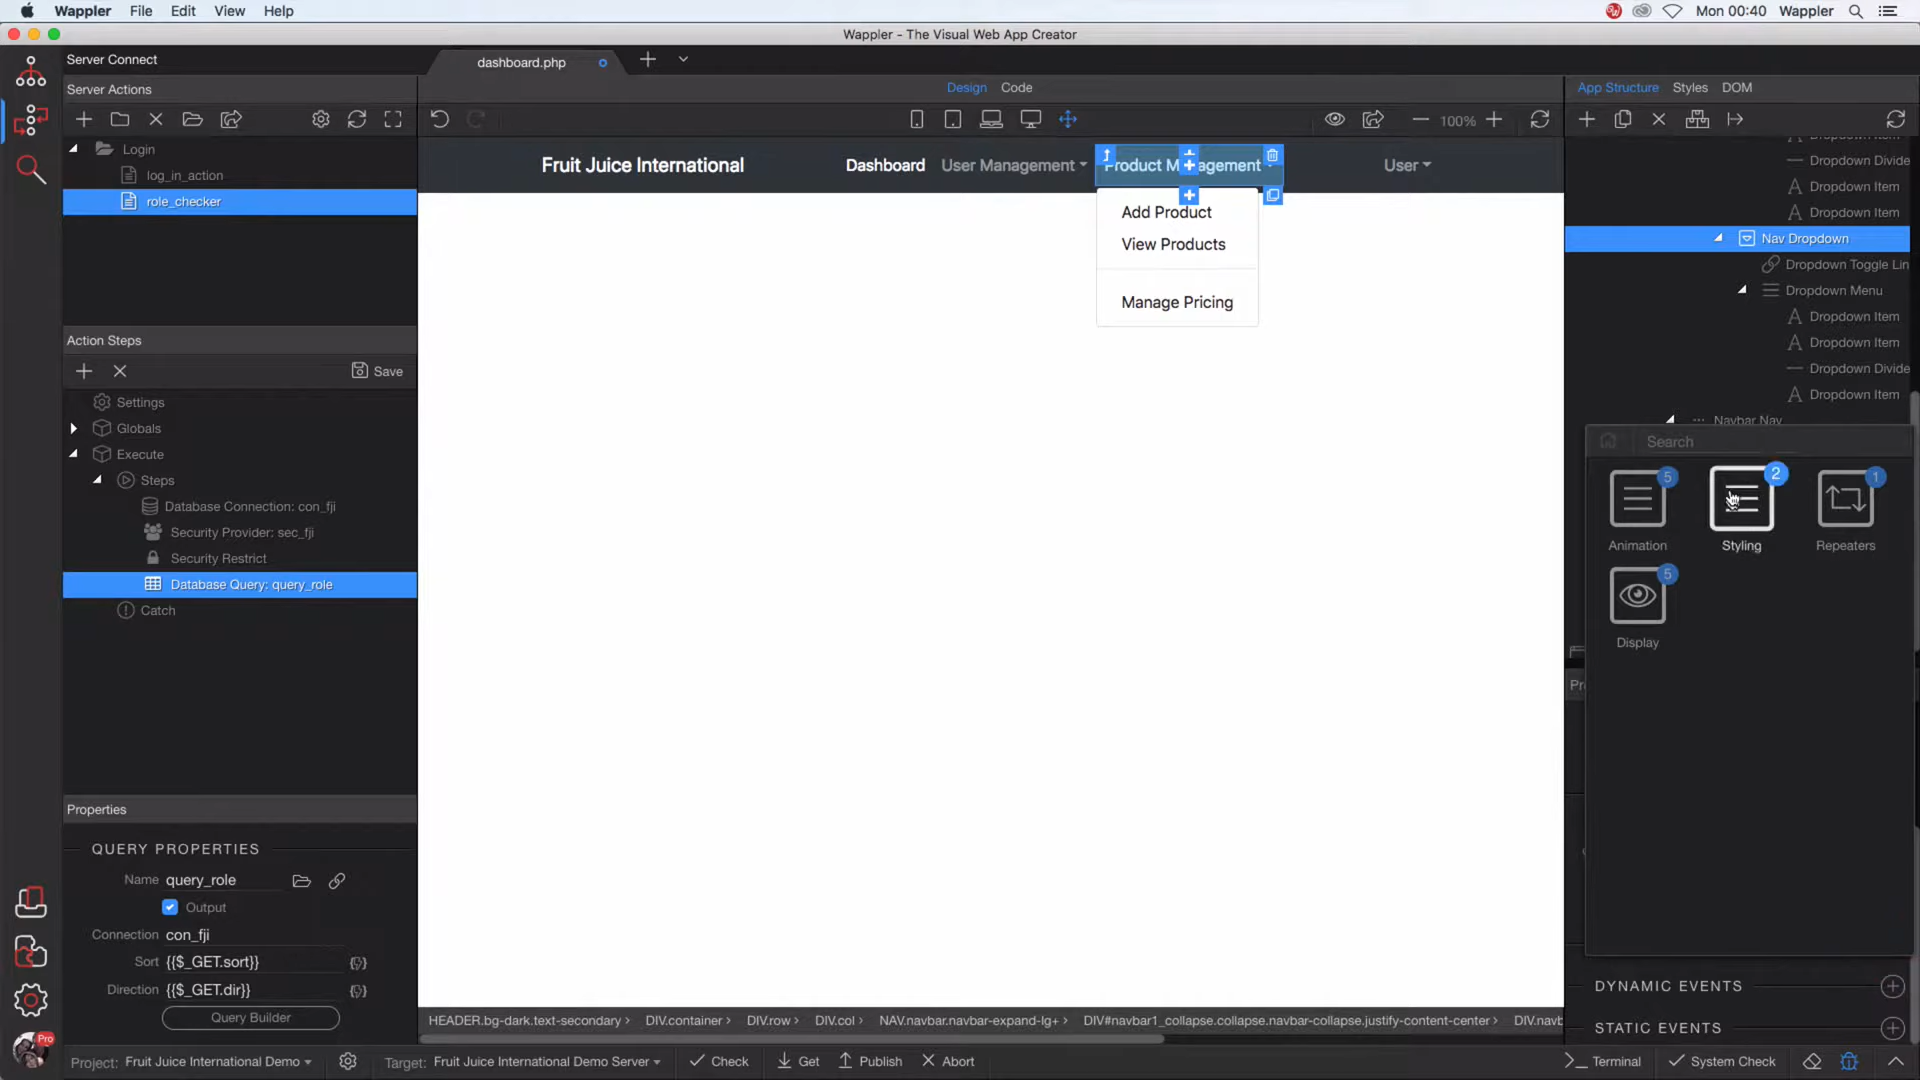 Wappler File Edit View Help Mon 00:40 Wappler
Wappler - The Visual Web App Creator
Server Connect
dashboard.php
Server Actions
Design Code
App Structure Styles DOM
100%
Login
log_in_action
role_checker
Fruit Juice International Dashboard User Management Product Management User
Add Product
View Products
Manage Pricing
Dropdown Item
Dropdown Divide
Dropdown Item
Dropdown Item
Nav Dropdown
Dropdown Toggle Lin
Dropdown Menu
Dropdown Item
Dropdown Item
Dropdown Divide
Dropdown Item
Navbar Nav
Search
5 2 1
Animation Styling Repeaters
5
Display
Pr
Action Steps
Save
Settings
Globals
Execute
Steps
Database Connection: con_fji
Security Provider: sec_fji
Security Restrict
Database Query: query_role
Catch
Properties
QUERY PROPERTIES
Name query_role
Output
Connection con_fji
Sort {{$_GET.sort}}
Direction {{$_GET.dir}}
Query Builder
DYNAMIC EVENTS
STATIC EVENTS
HEADER.bg-dark.text-secondary DIV.container DIV.row DIV.col NAV.navbar.navbar-expand-lg+ DIV#navbar1_collapse.collapse.navbar-collapse.justify-content-center DIV.navb
Pro
Project: Fruit Juice International Demo Target: Fruit Juice International Demo Server Check Get Publish Abort Terminal System Check